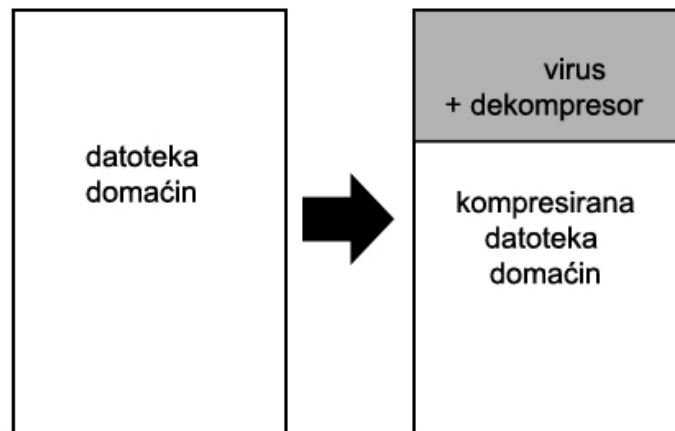 datoteka
domaćin
virus
+ dekompresor
kompresirana
datoteka
domaćin